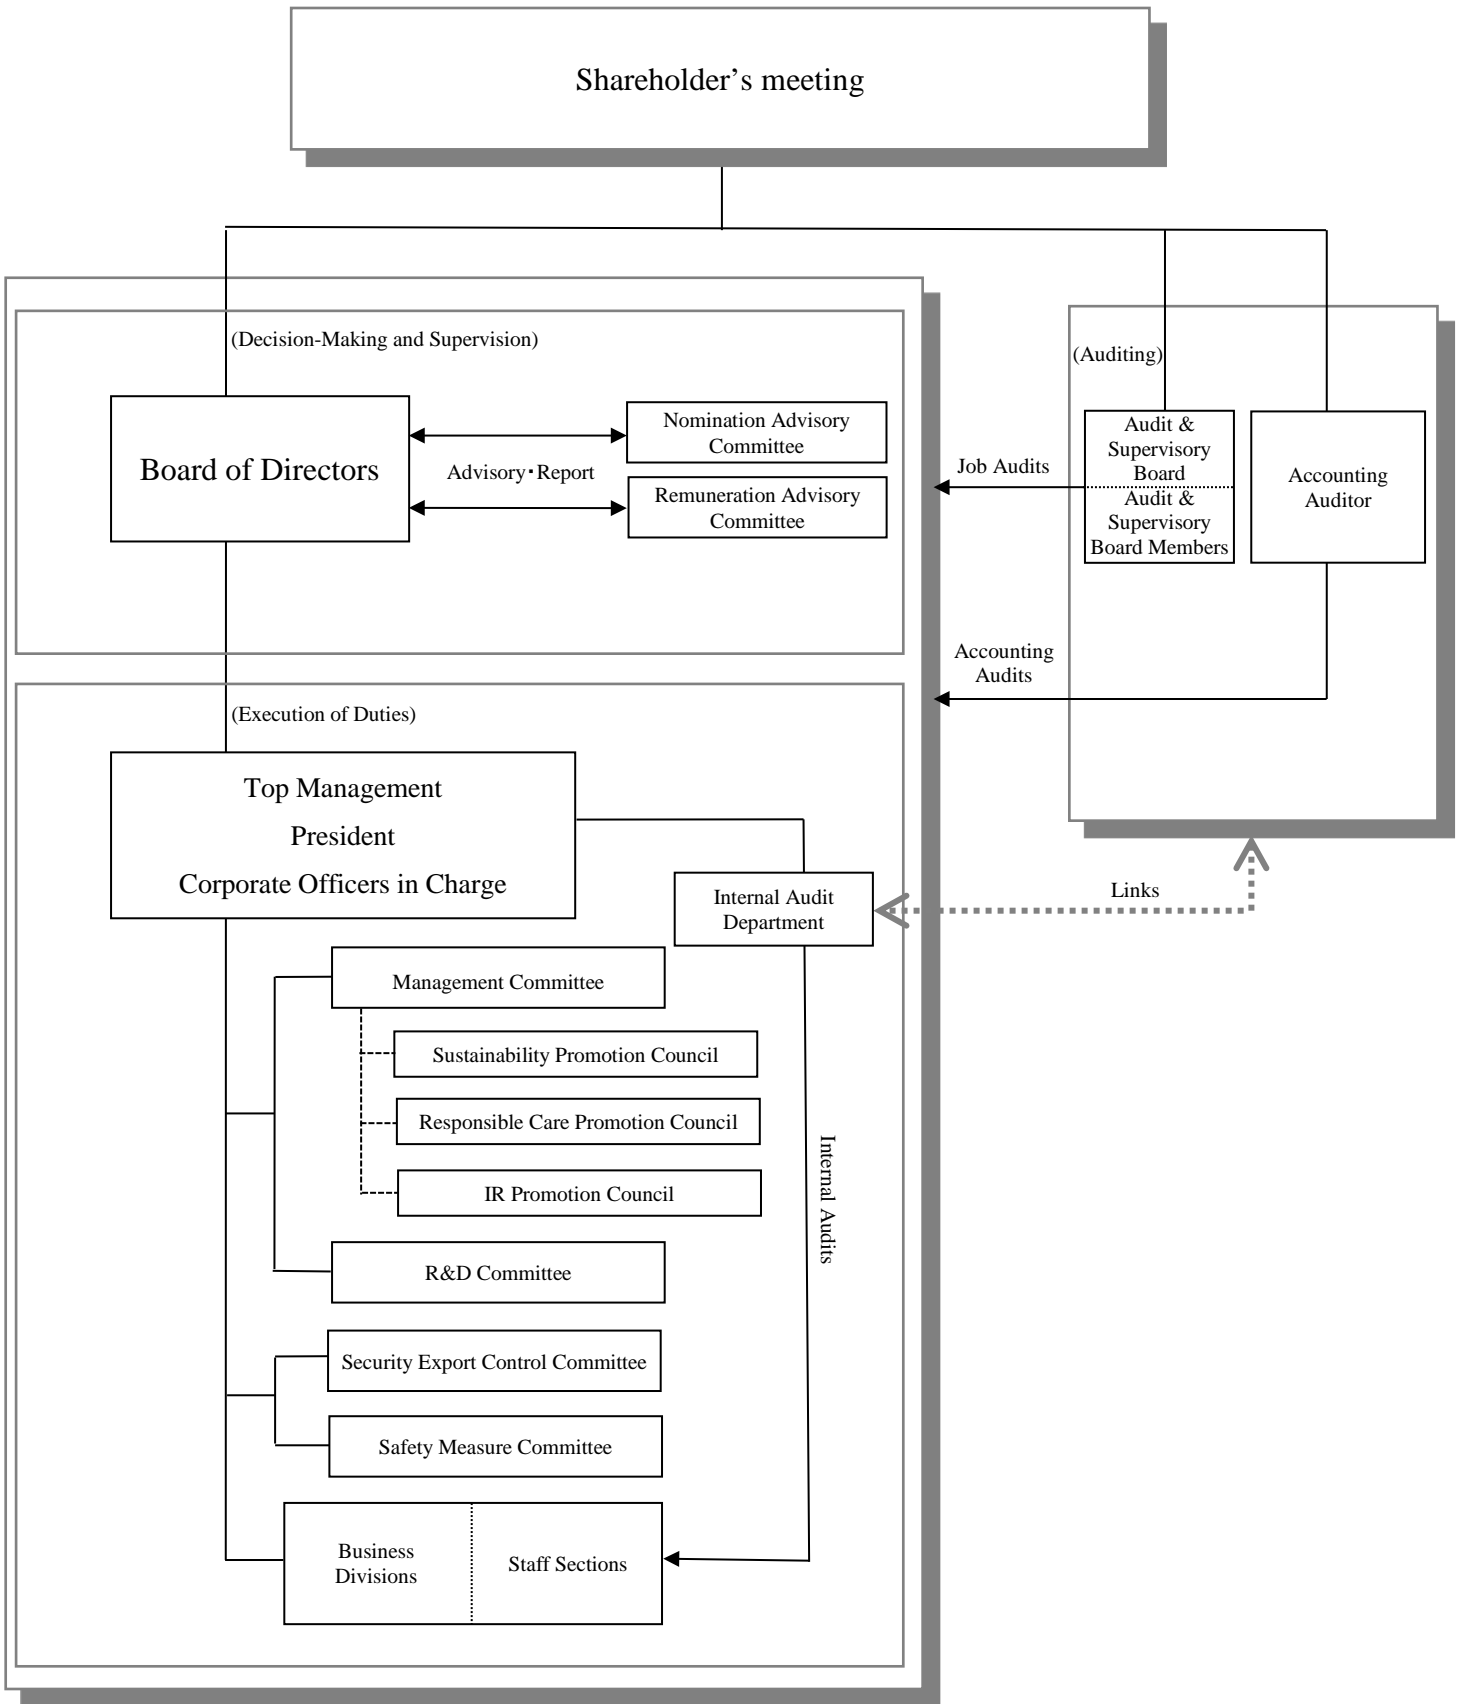 Shareholder’s meeting
(Decision-Making and Supervision)
Board of Directors
Nomination Advisory
Committee
Advisory・Report
Remuneration Advisory
Committee
(Auditing)
Job Audits
Audit &
Supervisory
Board
Audit &
Supervisory
Board Members
Accounting
Auditor
Accounting
Audits
(Execution of Duties)
Top Management
President
Corporate Officers in Charge
Internal Audit
Department
Links
Management Committee
Sustainability Promotion Council
Responsible Care Promotion Council
IR Promotion Council
Internal Audits
R&D Committee
Security Export Control Committee
Safety Measure Committee
Business
Divisions
Staff Sections